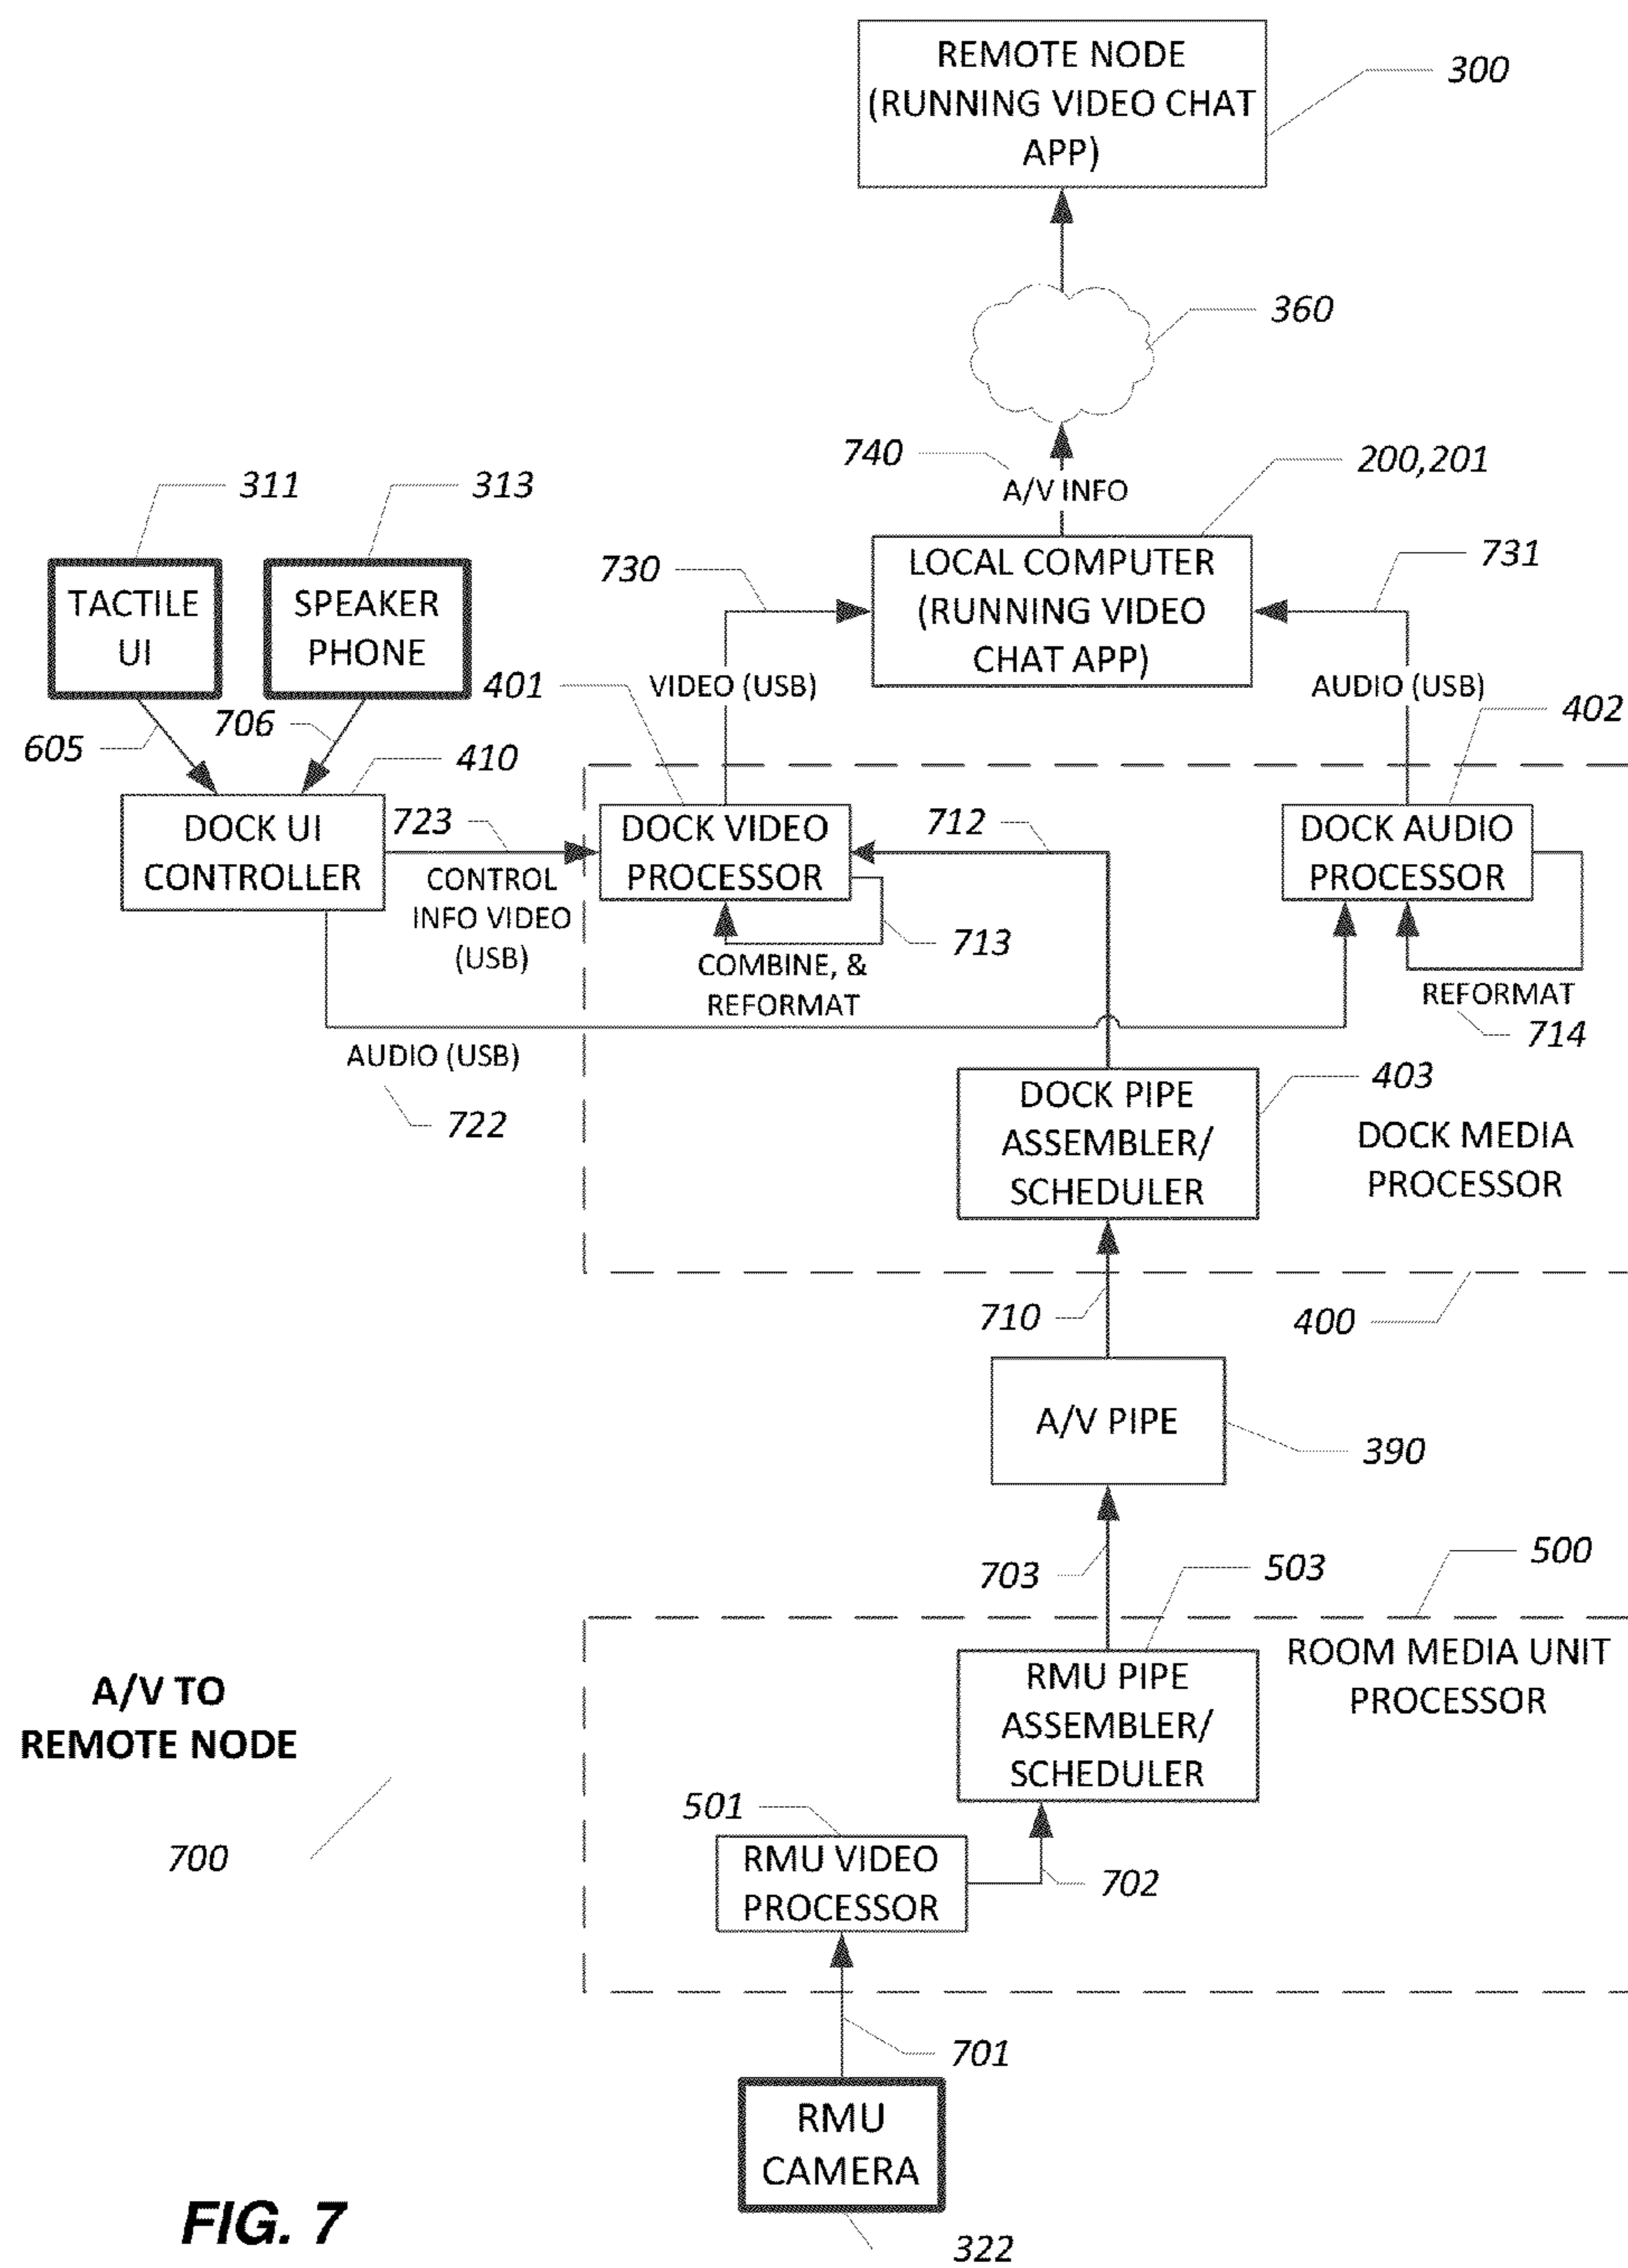 REMOTE NODE
(RUNNING VIDEO CHAT
APP)
300
360
740
A/V INFO
200,201
311
313
TACTILE
UI
SPEAKER
PHONE
730
LOCAL COMPUTER
(RUNNING VIDEO
CHAT APP)
731
401
VIDEO (USB)
AUDIO (USB)
402
605
706
410
DOCK UI
CONTROLLER
723
CONTROL
INFO VIDEO
(USB)
DOCK VIDEO
PROCESSOR
712
DOCK AUDIO
PROCESSOR
713
COMBINE, &
REFORMAT
REFORMAT
714
AUDIO (USB)
722
DOCK PIPE
ASSEMBLER/
SCHEDULER
403
DOCK MEDIA
PROCESSOR
710
400
A/V PIPE
390
703
503
500
RMU PIPE
ASSEMBLER/
SCHEDULER
ROOM MEDIA UNIT
PROCESSOR
A/V TO
REMOTE NODE
700
501
RMU VIDEO
PROCESSOR
702
701
RMU
CAMERA
322
FIG. 7